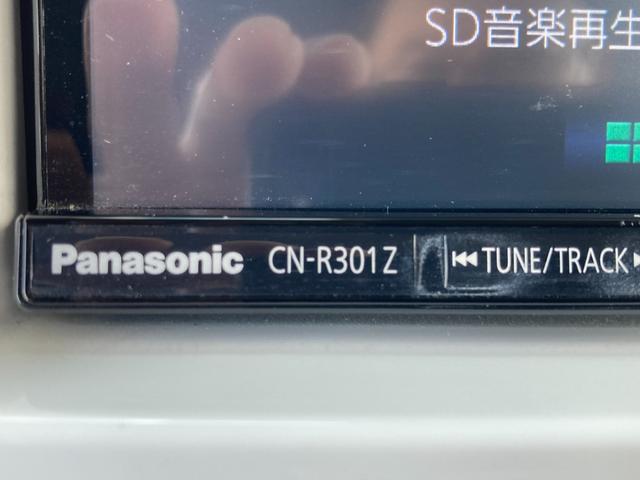 SD音楽再生
Panasonic CN-R301Z ⏮ TUNE/TRACK